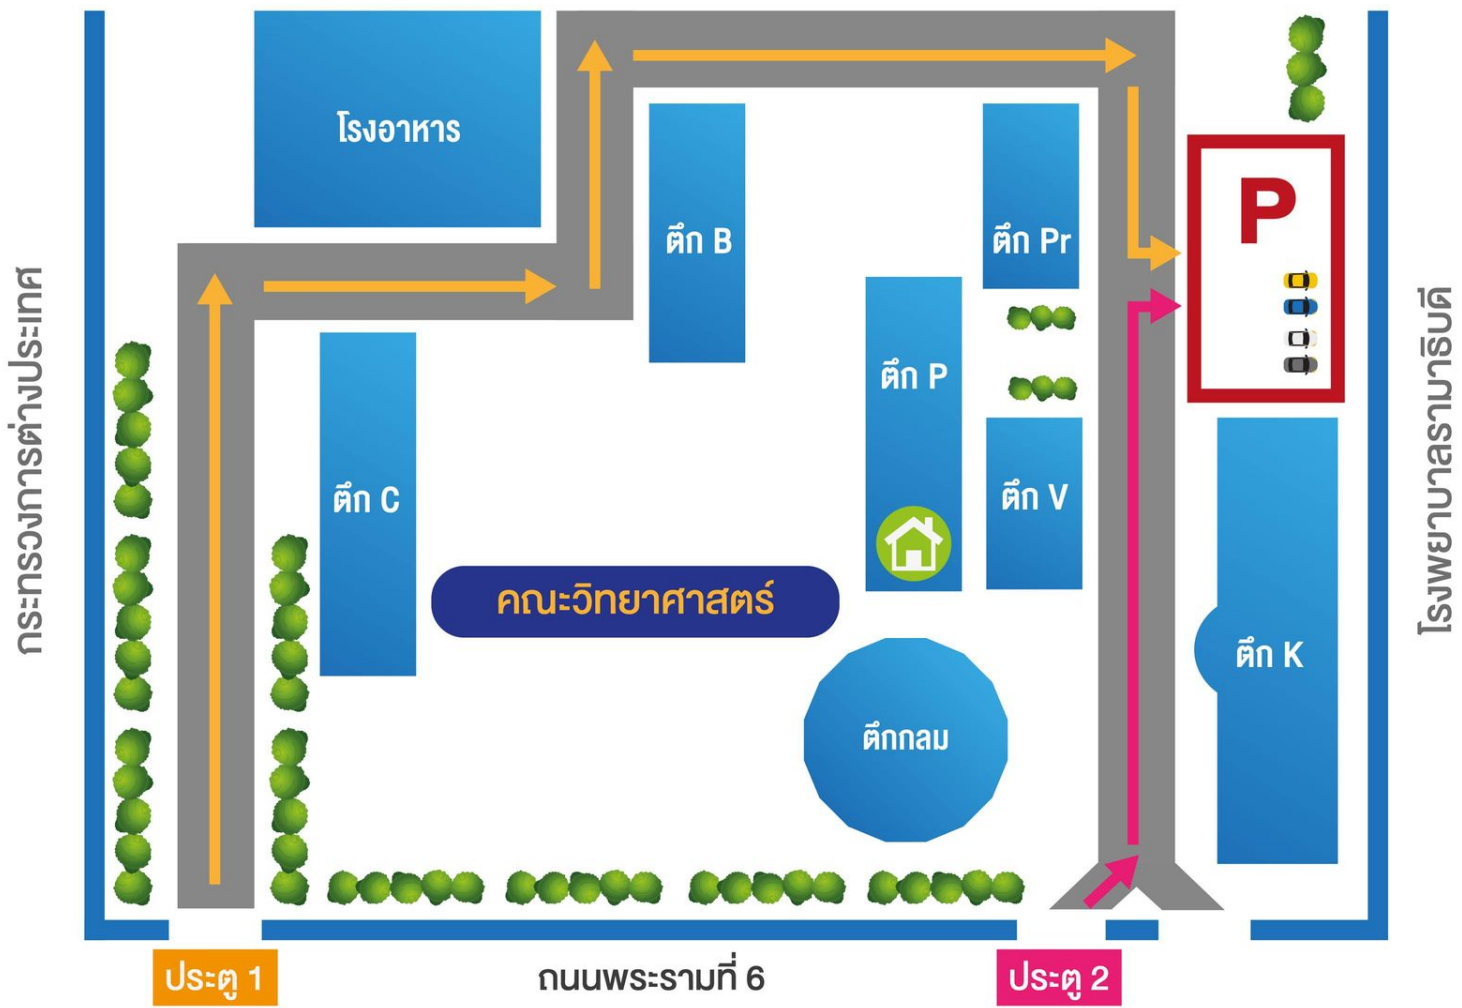 โรงอาหาร
P
ตึก B
ตึก Pr
กระทรวงการต่างประเทศ
โรงพยาบาลรามาธิบดี
ตึก P
ตึก C
ตึก V
คณะวิทยาศาสตร์
ตึก K
ตึกกลม
ประตู 1
ถนนพระรามที่ 6
ประตู 2